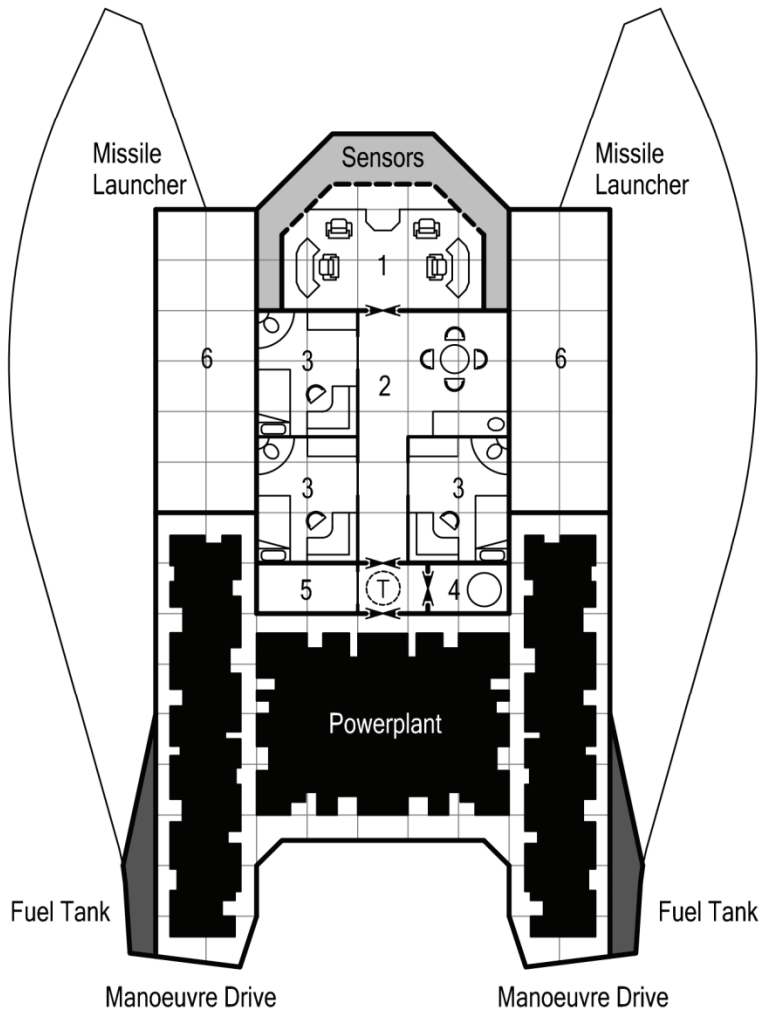 Missile
Launcher
Sensors
Missile
Launcher
1
6
3
2
6
3
3
5
T
4
Powerplant
Fuel Tank
Fuel Tank
Manoeuvre Drive
Manoeuvre Drive